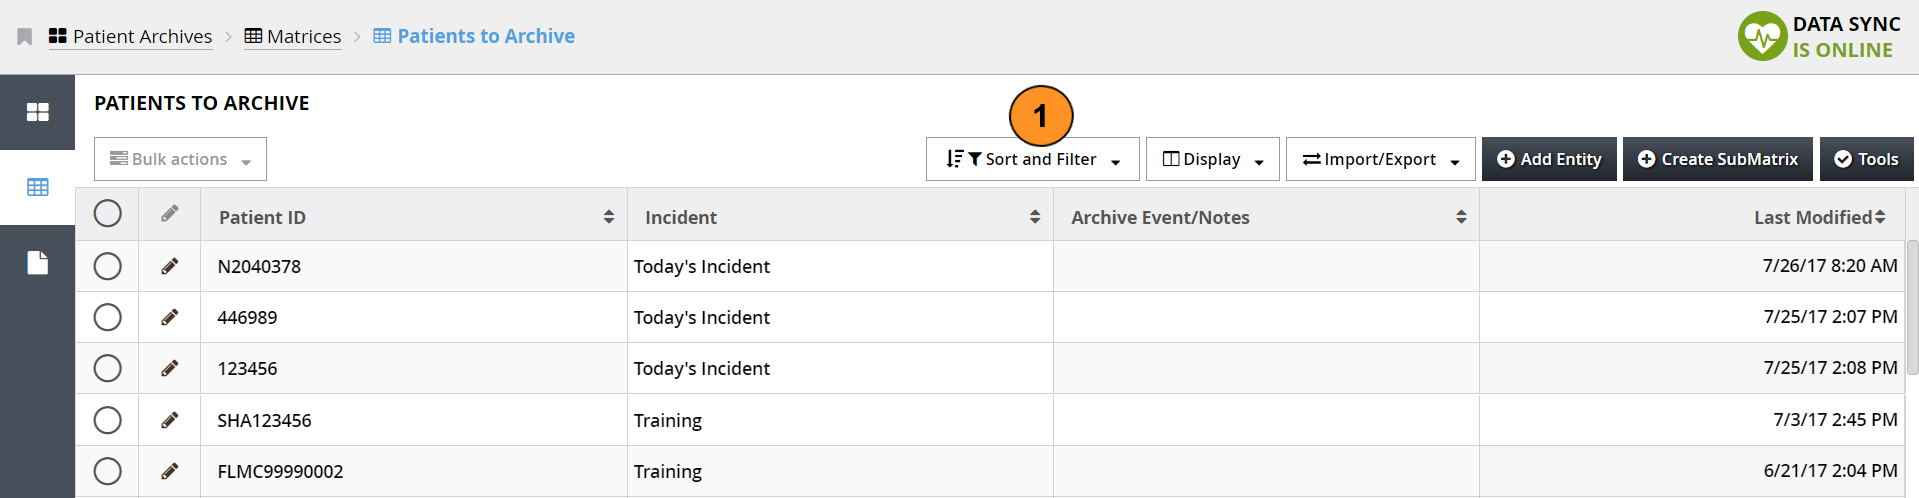 Patient Archives > Matrices > Patients to Archive
DATA SYNC
IS ONLINE
PATIENTS TO ARCHIVE
1
Bulk actions Sort and Filter Display Import/Export Add Entity Create SubMatrix Tools
Patient ID Incident Archive Event/Notes Last Modified
N2040378 Today's Incident 7/26/17 8:20 AM
446989 Today's Incident 7/25/17 2:07 PM
123456 Today's Incident 7/25/17 2:08 PM
SHA123456 Training 7/3/17 2:45 PM
FLMC99990002 Training 6/21/17 2:04 PM